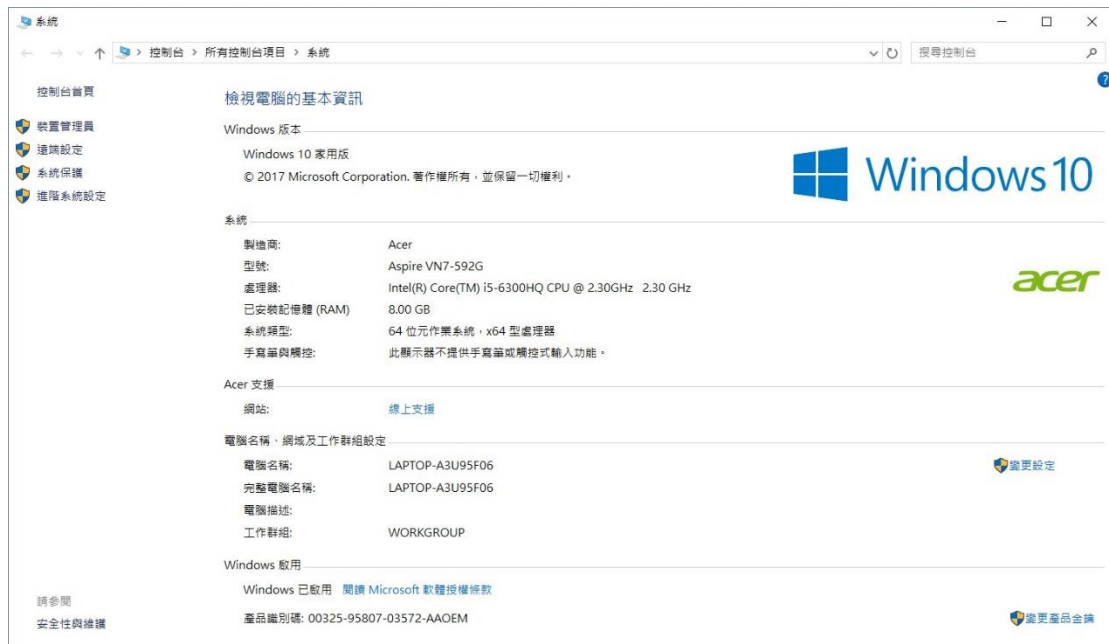 系統
控制台 > 所有控制台項目 > 系統
搜尋控制台
控制台首頁
裝置管理員
遠端設定
系統保護
進階系統設定
檢視電腦的基本資訊
Windows 版本
Windows 10 家用版
© 2017 Microsoft Corporation. 著作權所有,並保留一切權利。
Windows 10
系統
製造商: Acer
型號: Aspire VN7-592G
處理器: Intel(R) Core(TM) i5-6300HQ CPU @ 2.30GHz 2.30 GHz
已安裝記憶體 (RAM) 8.00 GB
系統類型: 64 位元作業系統,x64 型處理器
手寫筆與觸控: 此顯示器不提供手寫筆或觸控式輸入功能。
acer
Acer 支援
網站: 線上支援
電腦名稱、網域及工作群組設定
電腦名稱: LAPTOP-A3U95F06
變更設定
完整電腦名稱: LAPTOP-A3U95F06
電腦描述:
工作群組: WORKGROUP
Windows 啟用
Windows 已啟用 閱讀 Microsoft 軟體授權條款
產品識別碼: 00325-95807-03572-AAOEM
變更產品金鑰
請參閱
安全性與維護